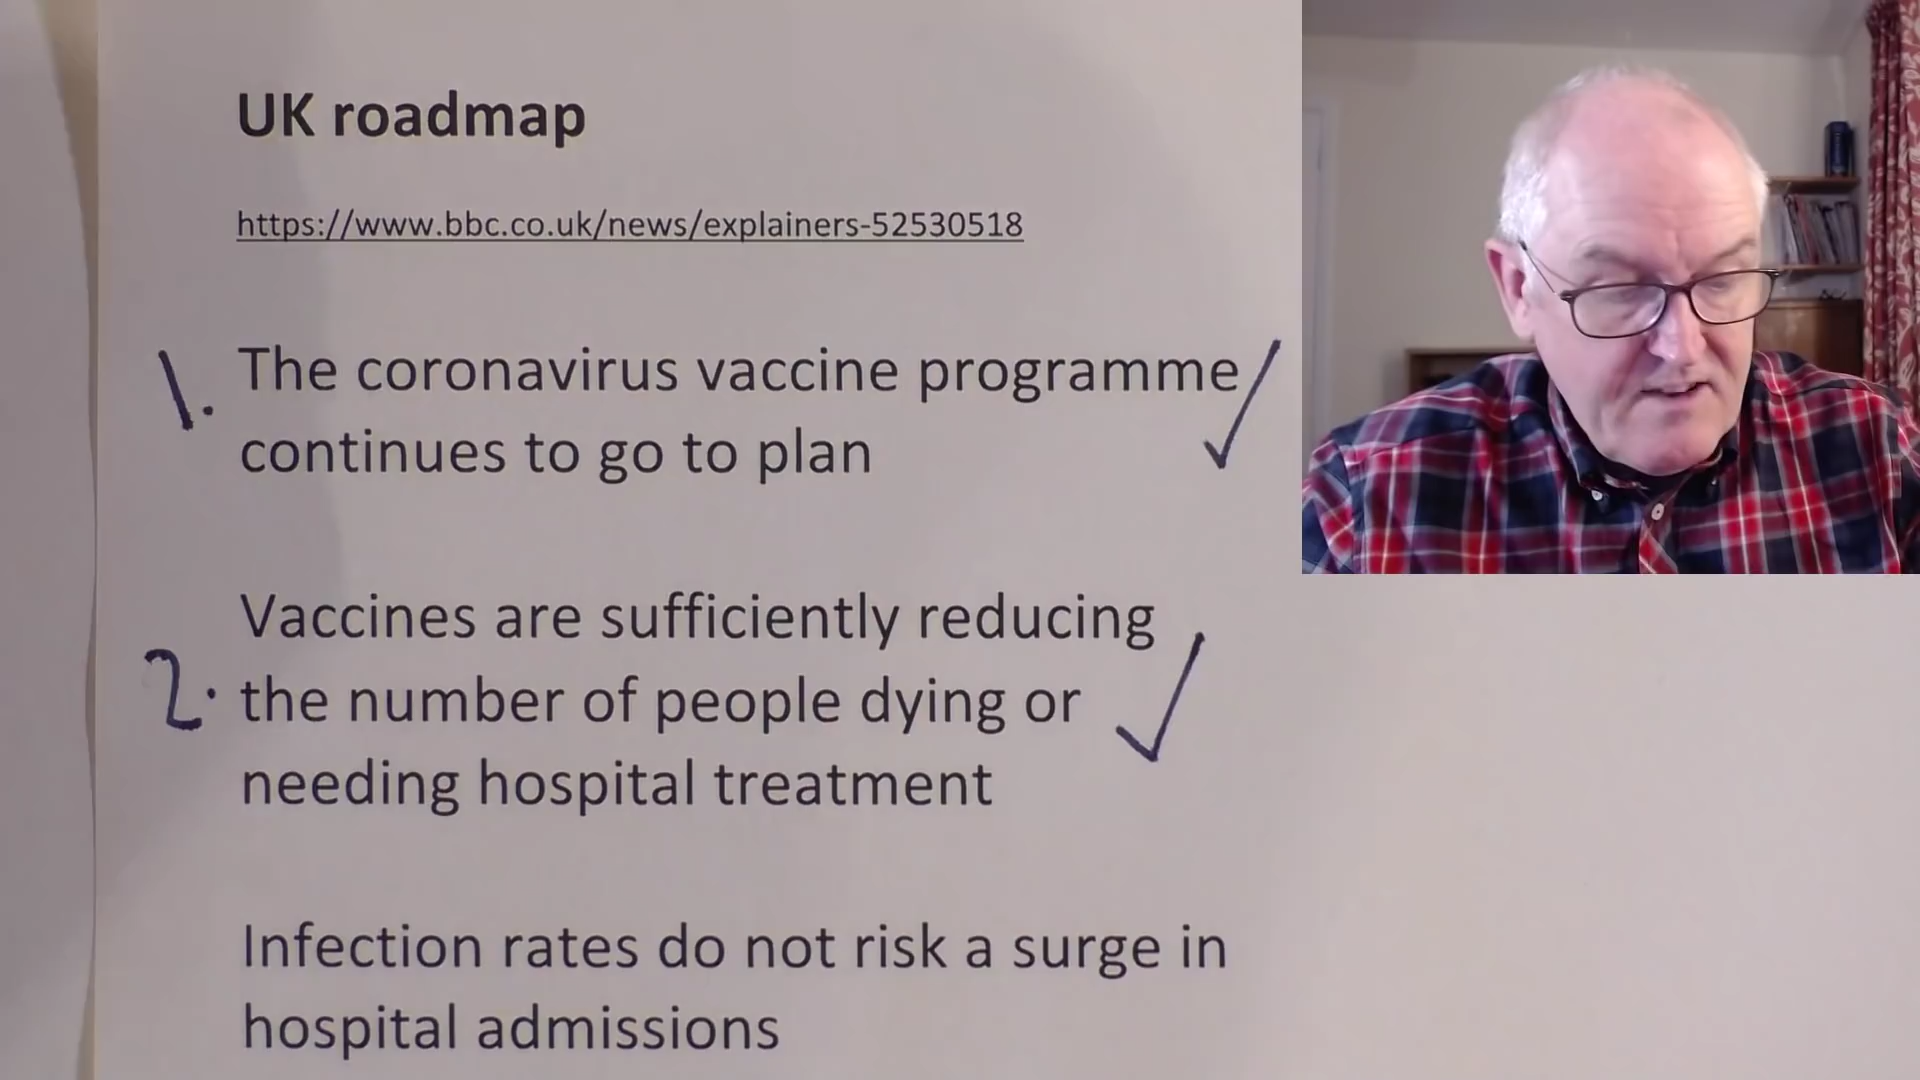 UK roadmap
https://www.bbc.co.uk/news/explainers-52530518
1. The coronavirus vaccine programme
continues to go to plan
Vaccines are sufficiently reducing
2. the number of people dying or
needing hospital treatment
Infection rates do not risk a surge in
hospital admissions